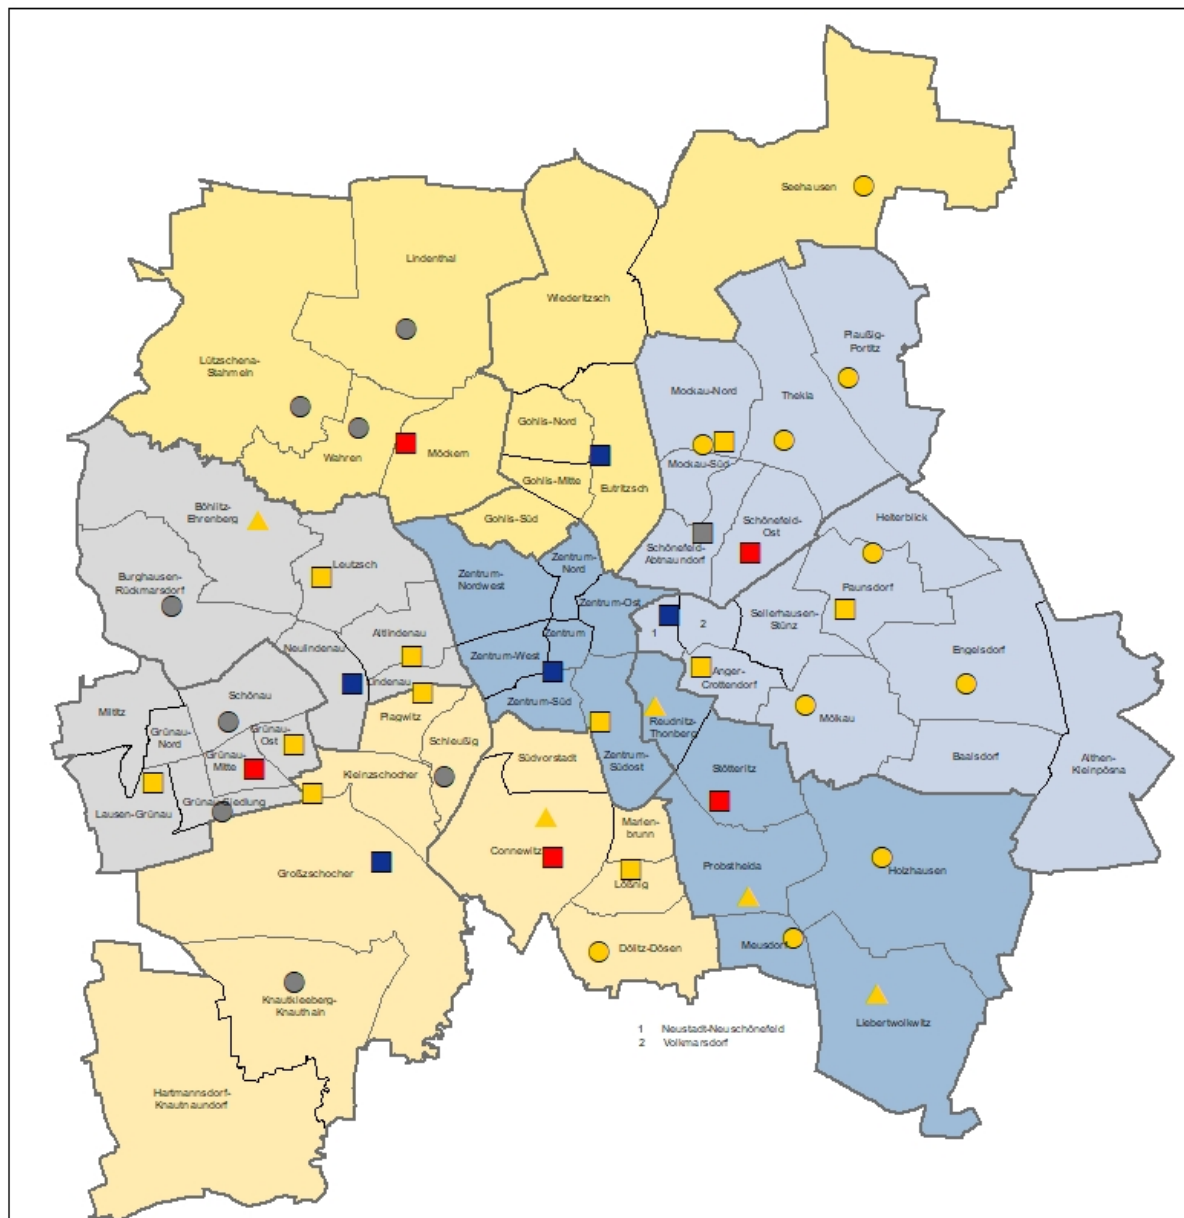 Seehausen
Lindenthal
Wiederitzsch
Plaußig-
Portitz
Lützschena-
Stahmeln
Mockau-Nord
Thekla
Gohlis-Nord
Wahren
Möckern
Mockau-Süd
Gohlis-Mitte
Eutritzsch
Böhlitz-
Ehrenberg
Gohlis-Süd
Schönefeld-
Ost
Heiterblick
Schönefeld-
Abtnaundorf
Leutzsch
Zentrum-
Nord
Zentrum-
Nordwest
Burghausen-
Rückmarsdorf
Paunsdorf
Zentrum-Ost
Sellerhausen-
Stünz
1
2
Altlindenau
Zentrum
Neulindenau
Zentrum-West
Engelsdorf
Lindenau
Anger-
Crottendorf
Schönau
Zentrum-Süd
Miltitz
Plagwitz
Reudnitz-
Thonberg
Mölkau
Grünau-
Nord
Grünau-
Ost
Schleußig
Südvorstadt
Zentrum-
Südost
Baalsdorf
Althen-
Kleinpösna
Grünau-
Mitte
Kleinzschocher
Stötteritz
Grünau-Siedlung
Lausen-Grünau
Marien-
brunn
Connewitz
Großzschocher
Probstheida
Holzhausen
Lößnig
Dölitz-Dösen
Meusdorf
Knautkleeberg-
Knauthain
Liebertwolkwitz
1 Neustadt-Neuschönefeld
2 Volkmarsdorf
Hartmannsdorf-
Knautnaundorf